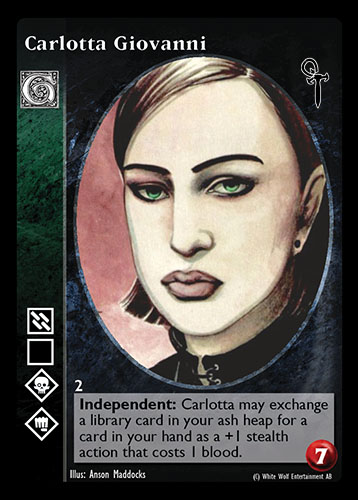 Carlotta Giovanni
2
Independent: Carlotta may exchange
a library card in your ash heap for a
card in your hand as a +1 stealth
action that costs 1 blood.
7
Illus: Anson Maddocks
(C) White Wolf Entertainment AB